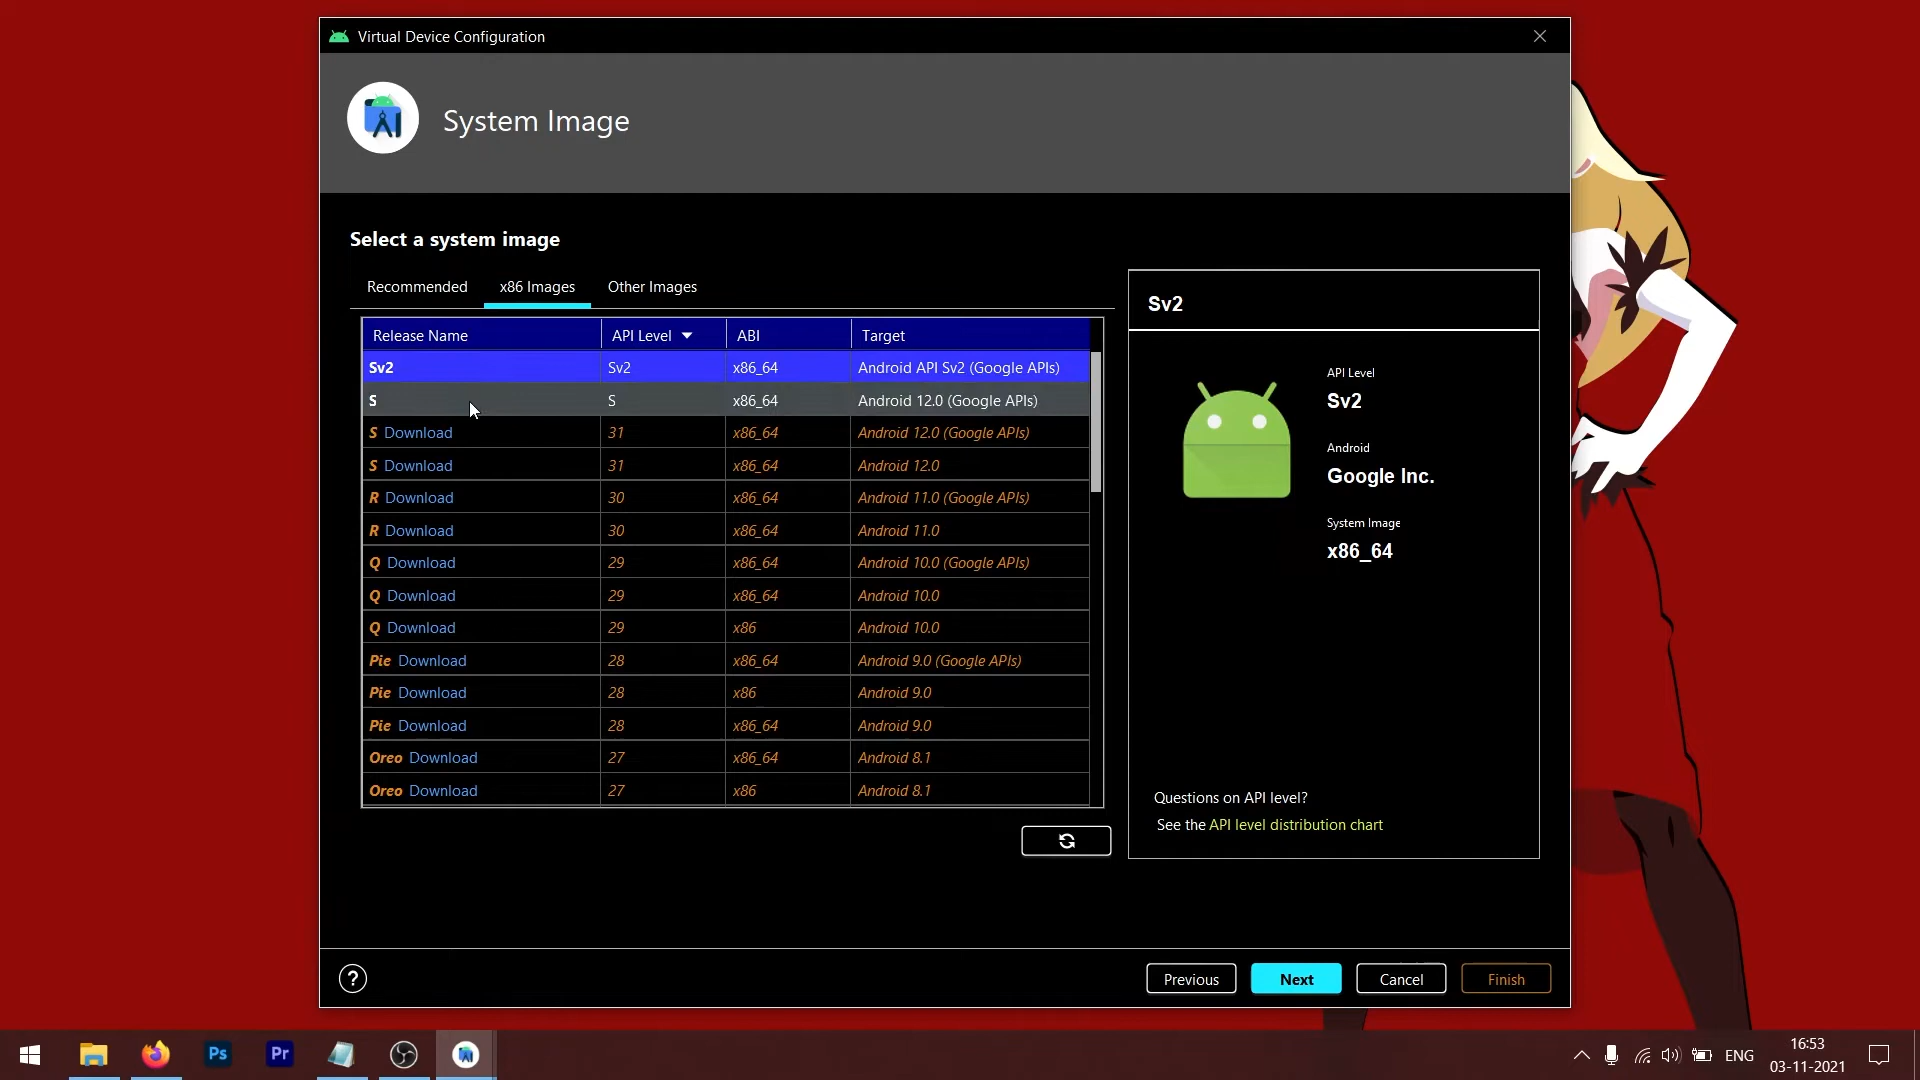 Virtual Device Configuration
System Image
Select a system image
Recommended x86 Images Other Images
Release Name API Level ABI Target
Sv2 Sv2 x86_64 Android API Sv2 (Google APIs)
S S x86_64 Android 12.0 (Google APIs)
S Download 31 x86_64 Android 12.0 (Google APIs)
S Download 31 x86_64 Android 12.0
R Download 30 x86_64 Android 11.0 (Google APIs)
R Download 30 x86_64 Android 11.0
Q Download 29 x86_64 Android 10.0 (Google APIs)
Q Download 29 x86_64 Android 10.0
Q Download 29 x86 Android 10.0
Pie Download 28 x86_64 Android 9.0 (Google APIs)
Pie Download 28 x86 Android 9.0
Pie Download 28 x86_64 Android 9.0
Oreo Download 27 x86_64 Android 8.1
Oreo Download 27 x86 Android 8.1
Sv2
API Level
Sv2
Android
Google Inc.
System Image
x86_64
Questions on API level?
See the API level distribution chart
?
Previous Next Cancel Finish
Ps Pr
ENG
16:53
03-11-2021